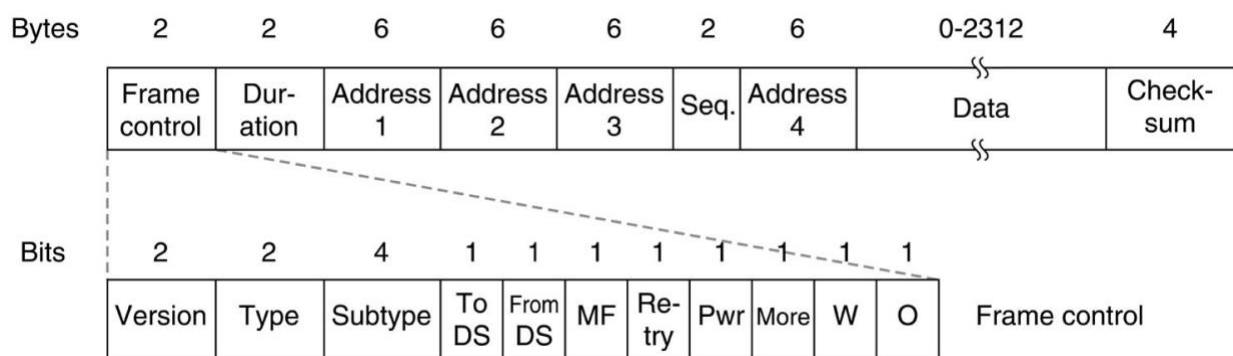 Bytes 2 2 6 6 6 2 6 0-2312 4
Frame control Dur-ation Address 1 Address 2 Address 3 Seq. Address 4 Data Check-sum
Bits 2 2 4 1 1 1 1 1 1 1 1
Version Type Subtype To DS From DS MF Re-try Pwr More W O Frame control